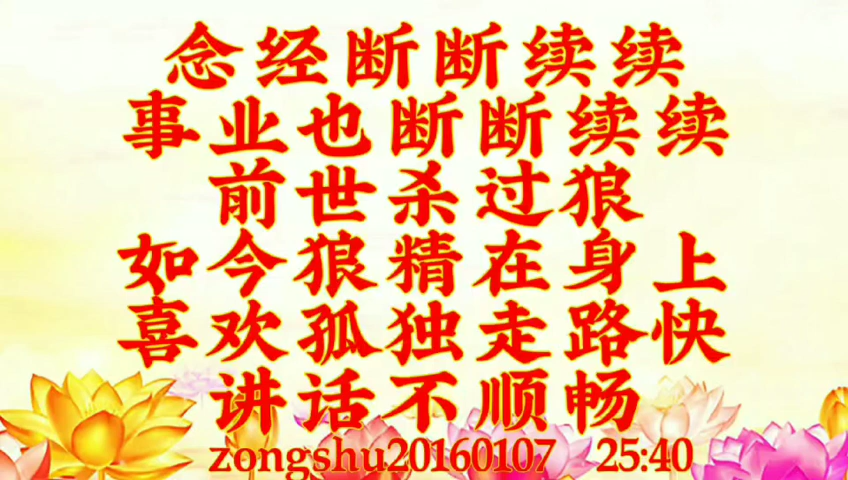 念经断断续续
事业也断断续续
前世杀过狼
如今狼精在身上
喜欢孤独走路快
讲话不顺畅
zongshu20160107 25:40